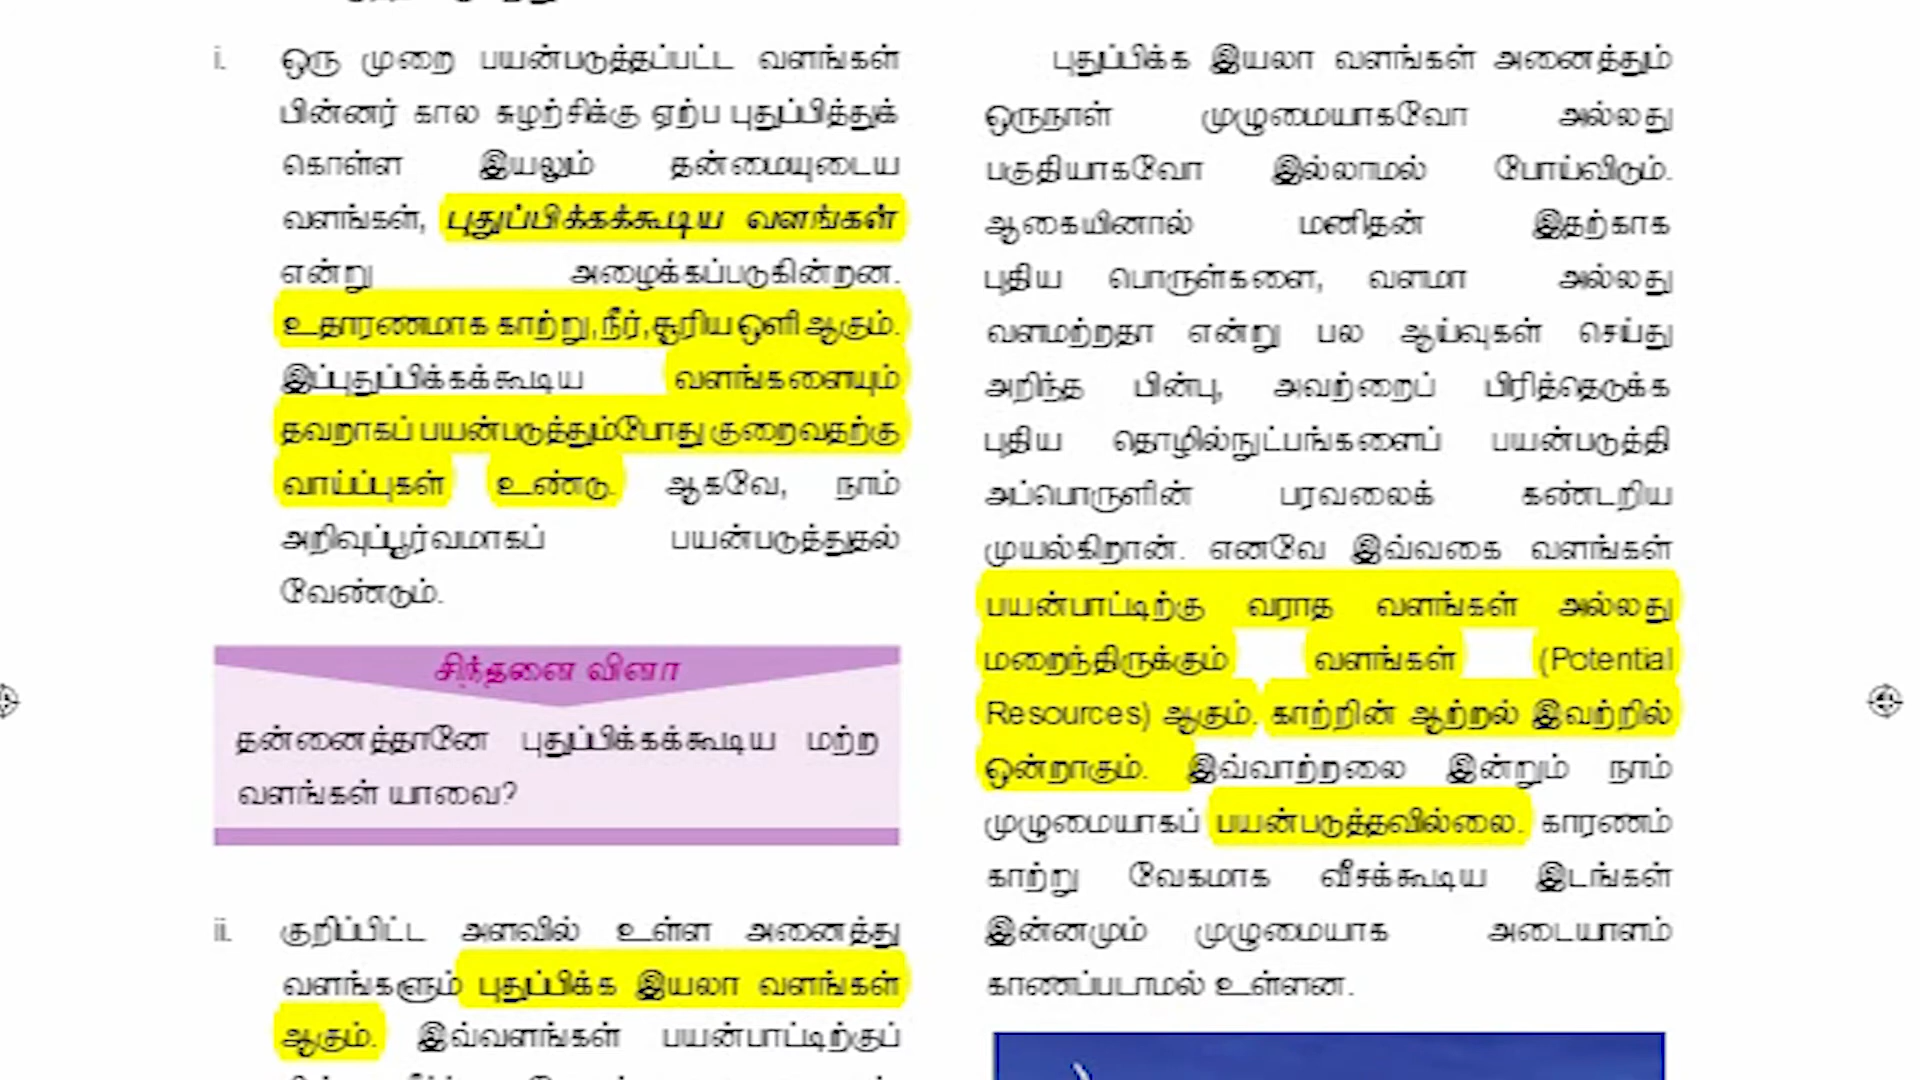 i. ஒரு முறை பயன்படுத்தப்பட்ட வளங்கள்
பின்னர் கால சுழற்சிக்கு ஏற்ப புதுப்பித்துக்
கொள்ள இயலும் தன்மையுடைய
வளங்கள், புதுப்பிக்கக்கூடிய வளங்கள்
என்று அழைக்கப்படுகின்றன.
உதாரணமாக காற்று,நீர்,சூரிய ஒளி ஆகும்.
இப்புதுப்பிக்கக்கூடிய வளங்களையும்
தவறாகப் பயன்படுத்தும்போது குறைவதற்கு
வாய்ப்புகள் உண்டு. ஆகவே, நாம்
அறிவுப்பூர்வமாகப் பயன்படுத்துதல்
வேண்டும்.
சிந்தனை வினா
தன்னைத்தானே புதுப்பிக்கக்கூடிய மற்ற
வளங்கள் யாவை?
ii. குறிப்பிட்ட அளவில் உள்ள அனைத்து
வளங்களும் புதுப்பிக்க இயலா வளங்கள்
ஆகும். இவ்வளங்கள் பயன்பாட்டிற்குப்
புதுப்பிக்க இயலா வளங்கள் அனைத்தும்
ஒருநாள் முழுமையாகவோ அல்லது
பகுதியாகவோ இல்லாமல் போய்விடும்.
ஆகையினால் மனிதன் இதற்காக
புதிய பொருள்களை, வளமா அல்லது
வளமற்றதா என்று பல ஆய்வுகள் செய்து
அறிந்த பின்பு, அவற்றைப் பிரித்தெடுக்க
புதிய தொழில்நுட்பங்களைப் பயன்படுத்தி
அப்பொருளின் பரவலைக் கண்டறிய
முயல்கிறான். எனவே இவ்வகை வளங்கள்
பயன்பாட்டிற்கு வராத வளங்கள் அல்லது
மறைந்திருக்கும் வளங்கள் (Potential
Resources) ஆகும். காற்றின் ஆற்றல் இவற்றில்
ஒன்றாகும். இவ்வாற்றலை இன்றும் நாம்
முழுமையாகப் பயன்படுத்தவில்லை. காரணம்
காற்று வேகமாக வீசக்கூடிய இடங்கள்
இன்னமும் முழுமையாக அடையாளம்
காணப்படாமல் உள்ளன.